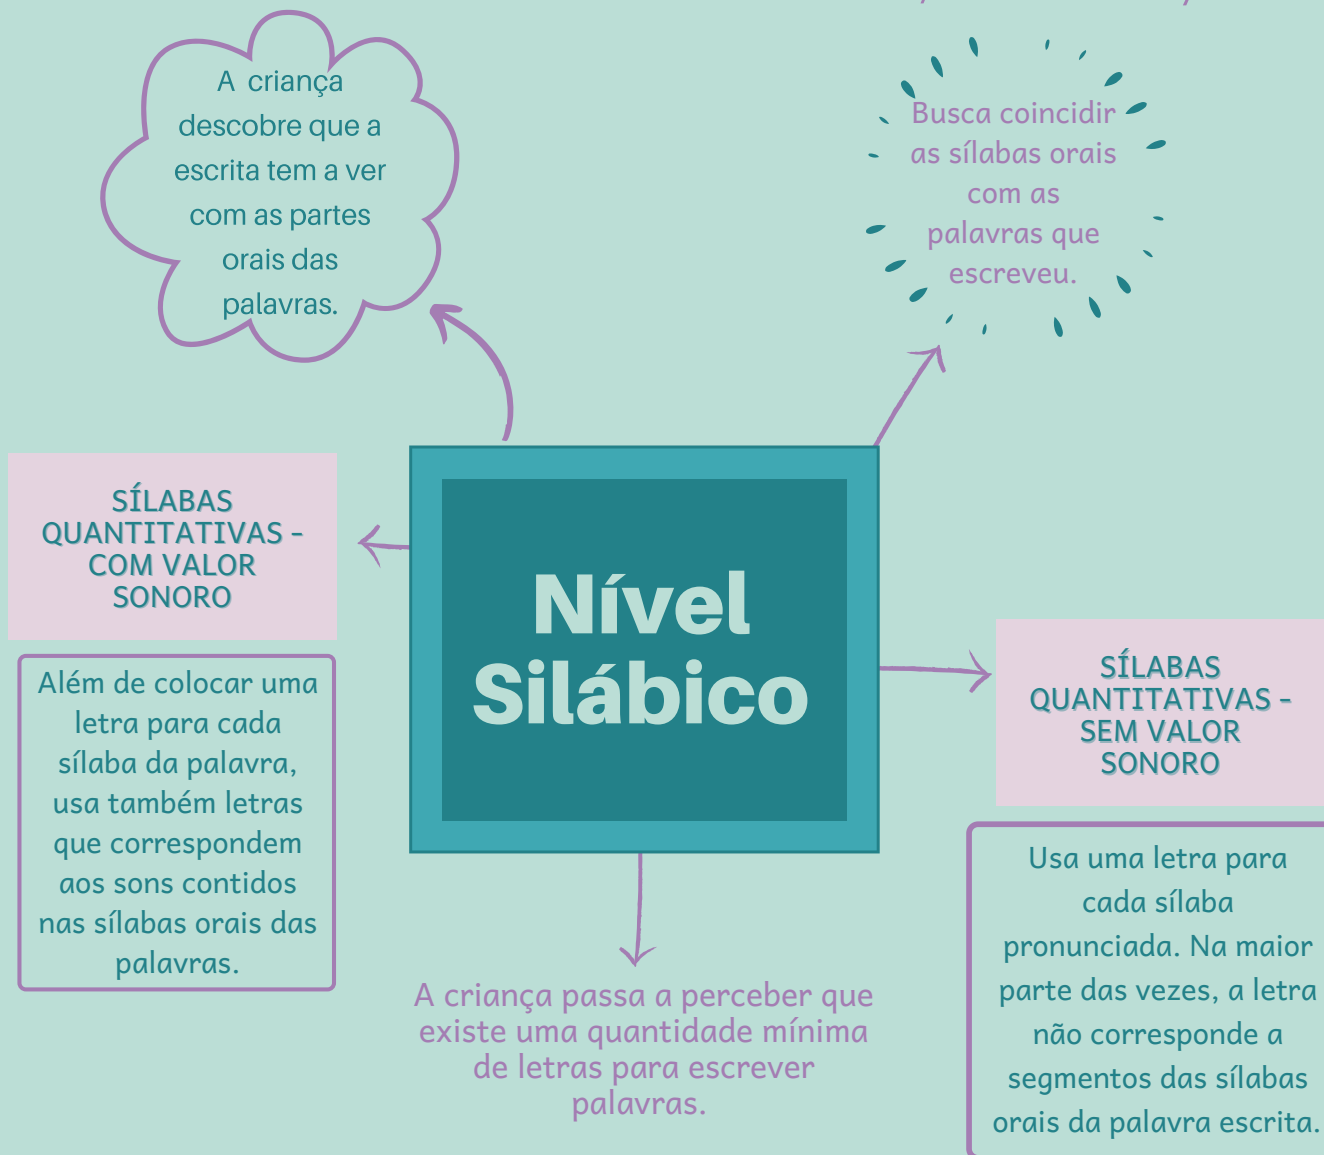 A criança
descobre que a
escrita tem a ver
com as partes
orais das
palavras.
Busca coincidir
as sílabas orais
com as
palavras que
escreveu.
SÍLABAS
QUANTITATIVAS -
COM VALOR
SONORO
Além de colocar uma
letra para cada
sílaba da palavra,
usa também letras
que correspondem
aos sons contidos
nas sílabas orais das
palavras.
Nível
Silábico
SÍLABAS
QUANTITATIVAS -
SEM VALOR
SONORO
Usa uma letra para
cada sílaba
pronunciada. Na maior
parte das vezes, a letra
não corresponde a
segmentos das sílabas
orais da palavra escrita.
A criança passa a perceber que
existe uma quantidade mínima
de letras para escrever
palavras.